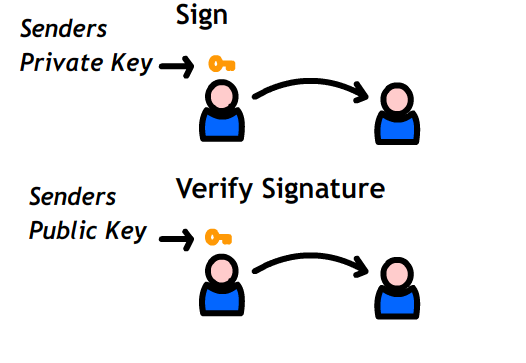 Sign
Senders
Private Key
Verify Signature
Senders
Public Key